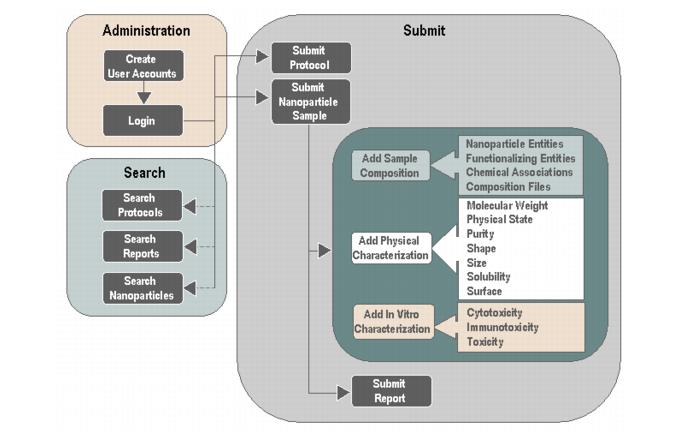 Administration
Create
User Accounts
Login
Search
Search
Protocols
Search
Reports
Search
Nanoparticles
Submit
Submit
Protocol
Submit
Nanoparticle
Sample
Add Sample
Composition
Nanoparticle Entities
Functionalizing Entities
Chemical Associations
Composition Files
Add Physical
Characterization
Molecular Weight
Physical State
Purity
Shape
Size
Solubility
Surface
Add In Vitro
Characterization
Cytotoxicity
Immunotoxicity
Toxicity
Submit
Report